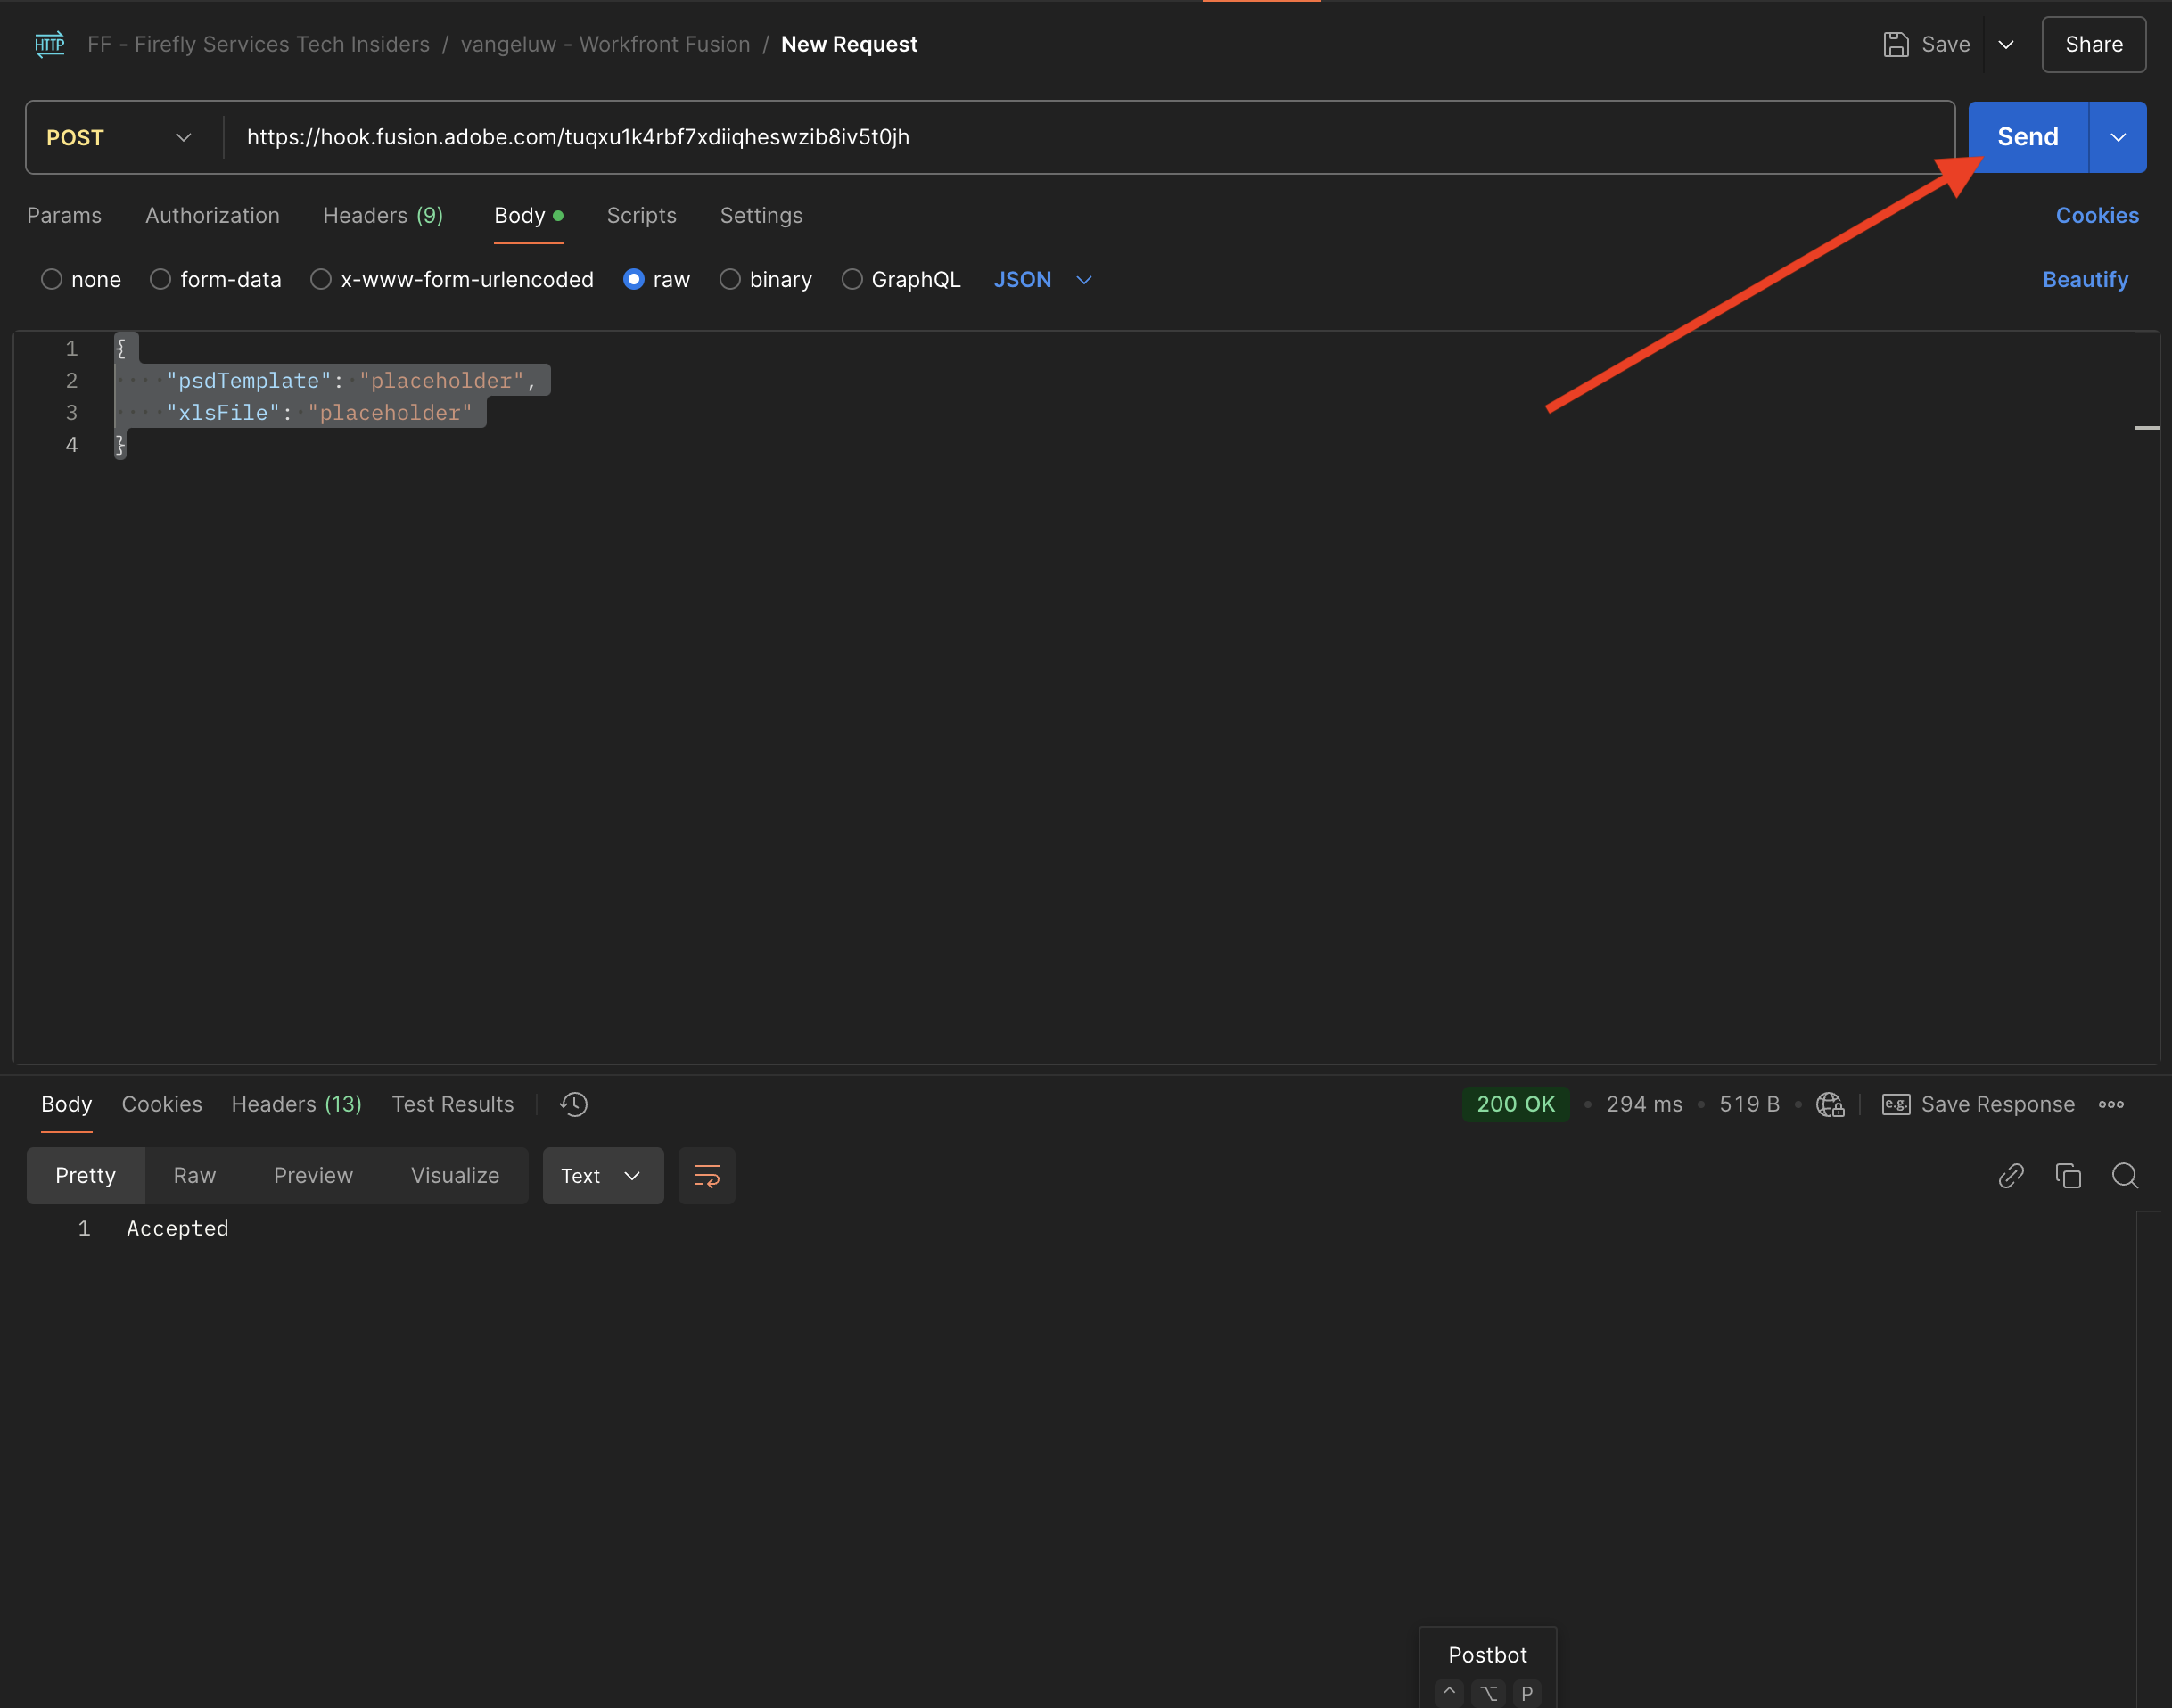 HTTP FF - Firefly Services Tech Insiders / vangeluw - Workfront Fusion / New Request Save Share
POST https://hook.fusion.adobe.com/tuqxu1k4rbf7xdiiqheswzib8iv5t0jh Send
Params Authorization Headers (9) Body Scripts Settings Cookies
none form-data x-www-form-urlencoded raw binary GraphQL JSON Beautify
1 {
2 "psdTemplate": "placeholder",
3 "xlsFile": "placeholder"
4 }
Body Cookies Headers (13) Test Results 200 OK • 294 ms • 519 B • e.g. Save Response
Pretty Raw Preview Visualize Text
1 Accepted
Postbot
^ ⌥ P